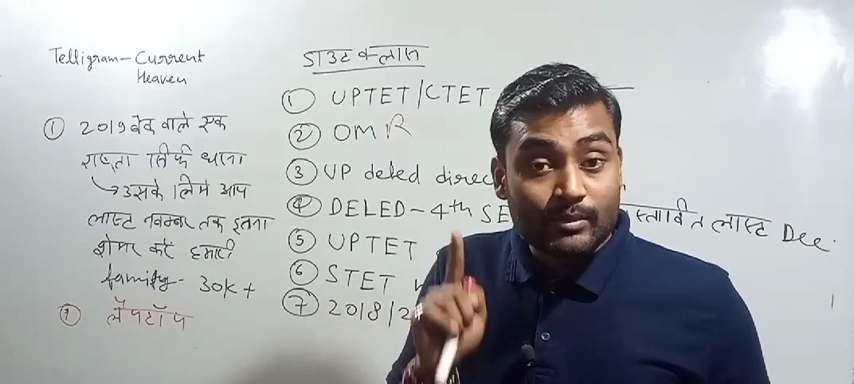 Telligram - Current
Heaven
① 2019 बैक वाले एक
रास्ता सिर्फ धरना
↳ उसके लिये आप
लास्ट नवम्बर तक इतना
शेयर करें हमारी
family - 30K+
लैपटॉप
डाउट क्लास
① UPTET/CTET
② OMR
③ UP deled direc
④ DELED - 4th SE
स्तावित लास्ट Dec.
⑤ UPTET
⑥ STET
⑦ 2018/2